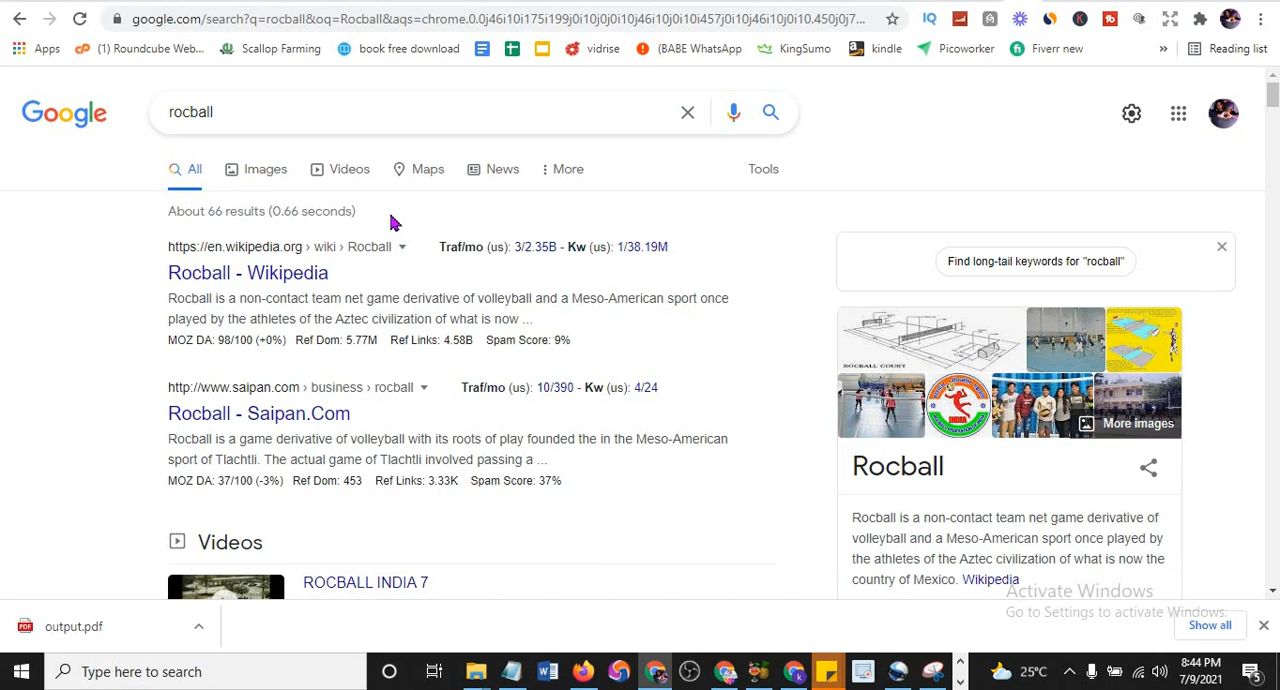 google.com/search?q=rocball&oq=Rocball&aqs=chrome.0.0j46i10i175i199j0i10j0j0i10j46i10j0i10i457j0i10j46i10j0i10.450j0j7...
Apps
(1) Roundcube Web...
Scallop Farming
book free download
vidrise
(BABE WhatsApp
KingSumo
kindle
Picoworker
Fiverr new
»
Reading list
Google
rocball
All
Images
Videos
Maps
News
More
Tools
About 66 results (0.66 seconds)
https://en.wikipedia.org › wiki › Rocball
Traf/mo (us): 3/2.35B - Kw (us): 1/38.19M
Rocball - Wikipedia
Rocball is a non-contact team net game derivative of volleyball and a Meso-American sport once
played by the athletes of the Aztec civilization of what is now ...
MOZ DA: 98/100 (+0%) Ref Dom: 5.77M Ref Links: 4.58B Spam Score: 9%
http://www.saipan.com › business › rocball
Traf/mo (us): 10/390 - Kw (us): 4/24
Rocball - Saipan.Com
Rocball is a game derivative of volleyball with its roots of play founded the in the Meso-American
sport of Tlachtli. The actual game of Tlachtli involved passing a ...
MOZ DA: 37/100 (-3%) Ref Dom: 453 Ref Links: 3.33K Spam Score: 37%
Videos
ROCBALL INDIA 7
Find long-tail keywords for "rocball"
ROCBALL COURT
INDIA
More images
Rocball
Rocball is a non-contact team net game derivative of
volleyball and a Meso-American sport once played by
the athletes of the Aztec civilization of what is now the
country of Mexico. Wikipedia
Activate Windows
Go to Settings to activate Windows.
output.pdf
Show all
Type here to search
25°C
8:44 PM
7/9/2021
5